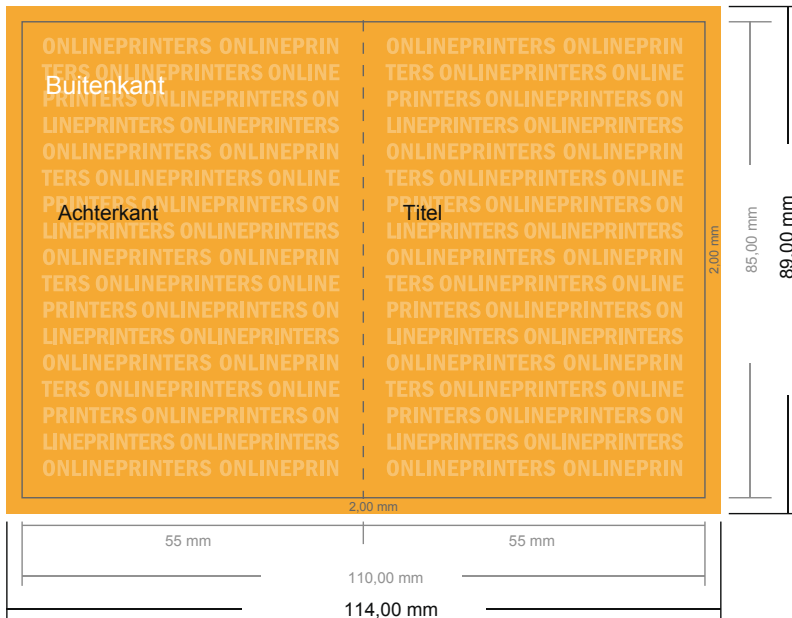 ONLINEPRINTERS ONLINEPRIN
TERS ONLINEPRINTERS ONLINE
PRINTERS ONLINEPRINTERS ON
LINEPRINTERS ONLINEPRINTERS
ONLINEPRINTERS ONLINEPRIN
TERS ONLINEPRINTERS ONLINE
PRINTERS ONLINEPRINTERS ON
LINEPRINTERS ONLINEPRINTERS
ONLINEPRINTERS ONLINEPRIN
TERS ONLINEPRINTERS ONLINE
PRINTERS ONLINEPRINTERS ON
LINEPRINTERS ONLINEPRINTERS
ONLINEPRINTERS ONLINEPRIN
TERS ONLINEPRINTERS ONLINE
PRINTERS ONLINEPRINTERS ON
LINEPRINTERS ONLINEPRINTERS
ONLINEPRINTERS ONLINEPRIN
Buitenkant
Achterkant
ONLINEPRINTERS ONLINEPRIN
TERS ONLINEPRINTERS ONLINE
PRINTERS ONLINEPRINTERS ON
LINEPRINTERS ONLINEPRINTERS
ONLINEPRINTERS ONLINEPRIN
TERS ONLINEPRINTERS ONLINE
PRINTERS ONLINEPRINTERS ON
LINEPRINTERS ONLINEPRINTERS
ONLINEPRINTERS ONLINEPRIN
TERS ONLINEPRINTERS ONLINE
PRINTERS ONLINEPRINTERS ON
LINEPRINTERS ONLINEPRINTERS
ONLINEPRINTERS ONLINEPRIN
TERS ONLINEPRINTERS ONLINE
PRINTERS ONLINEPRINTERS ON
LINEPRINTERS ONLINEPRINTERS
ONLINEPRINTERS ONLINEPRIN
Titel
2,00 mm
85,00 mm
89,00 mm
2,00 mm
55 mm
55 mm
110,00 mm
114,00 mm